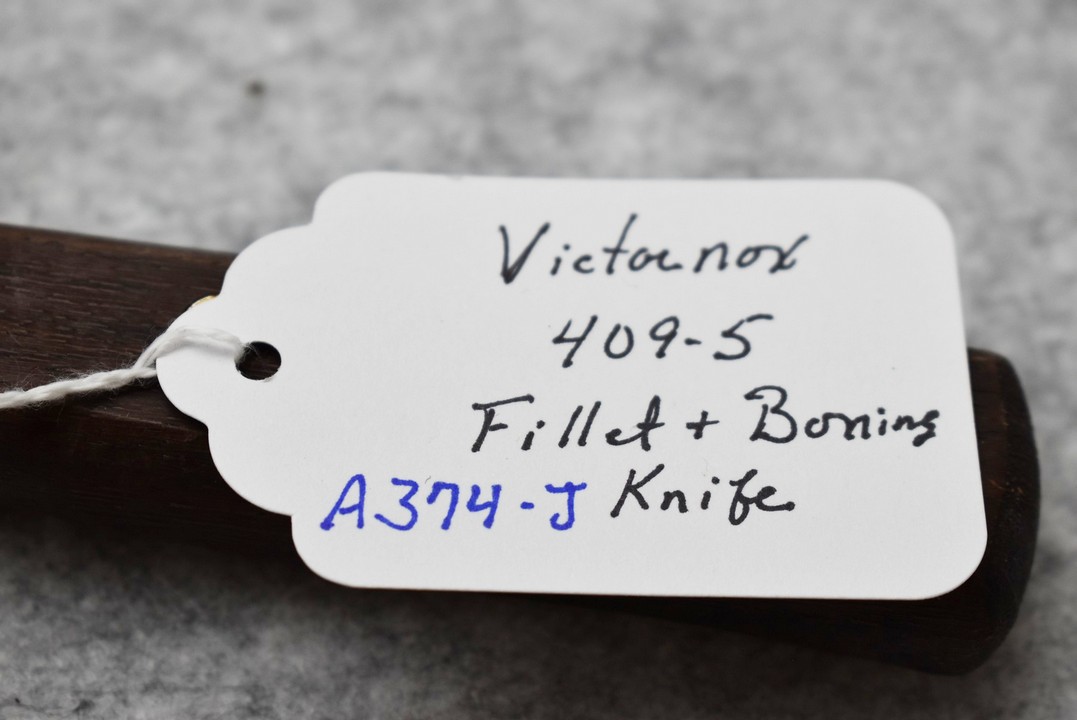 Victornox
409-5
Fillet + Boning
A374-J Knife